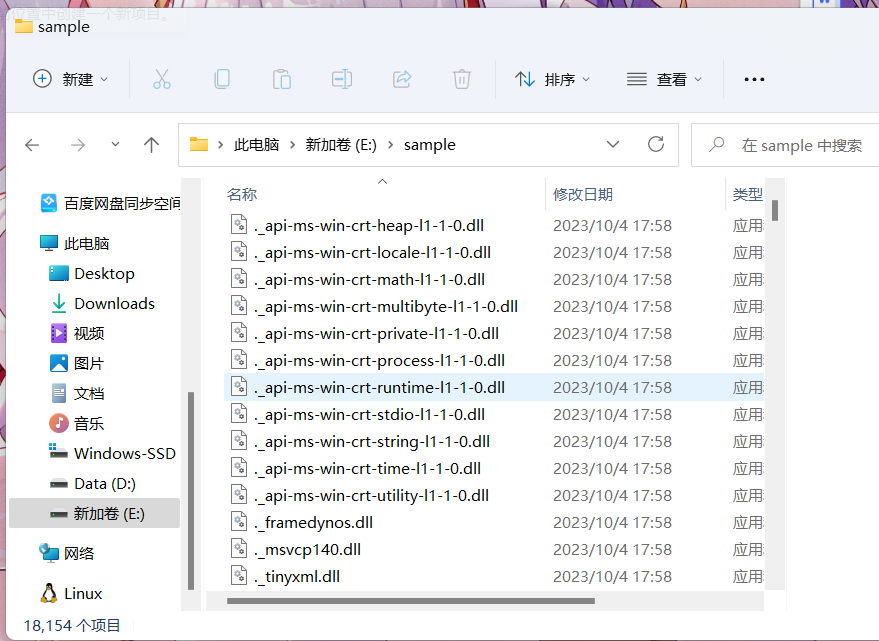 位置中创建一个新项目。
sample
新建
排序
查看
此电脑 > 新加卷 (E:) > sample
在 sample 中搜索
百度网盘同步空间
此电脑
Desktop
Downloads
视频
图片
文档
音乐
Windows-SSD
Data (D:)
新加卷 (E:)
网络
Linux
名称 修改日期 类型
._api-ms-win-crt-heap-l1-1-0.dll 2023/10/4 17:58 应用
._api-ms-win-crt-locale-l1-1-0.dll 2023/10/4 17:58 应用
._api-ms-win-crt-math-l1-1-0.dll 2023/10/4 17:58 应用
._api-ms-win-crt-multibyte-l1-1-0.dll 2023/10/4 17:58 应用
._api-ms-win-crt-private-l1-1-0.dll 2023/10/4 17:58 应用
._api-ms-win-crt-process-l1-1-0.dll 2023/10/4 17:58 应用
._api-ms-win-crt-runtime-l1-1-0.dll 2023/10/4 17:58 应用
._api-ms-win-crt-stdio-l1-1-0.dll 2023/10/4 17:58 应用
._api-ms-win-crt-string-l1-1-0.dll 2023/10/4 17:58 应用
._api-ms-win-crt-time-l1-1-0.dll 2023/10/4 17:58 应用
._api-ms-win-crt-utility-l1-1-0.dll 2023/10/4 17:58 应用
._framedynos.dll 2023/10/4 17:58 应用
._msvcp140.dll 2023/10/4 17:58 应用
._tinyxml.dll 2023/10/4 17:58 应用
18,154 个项目